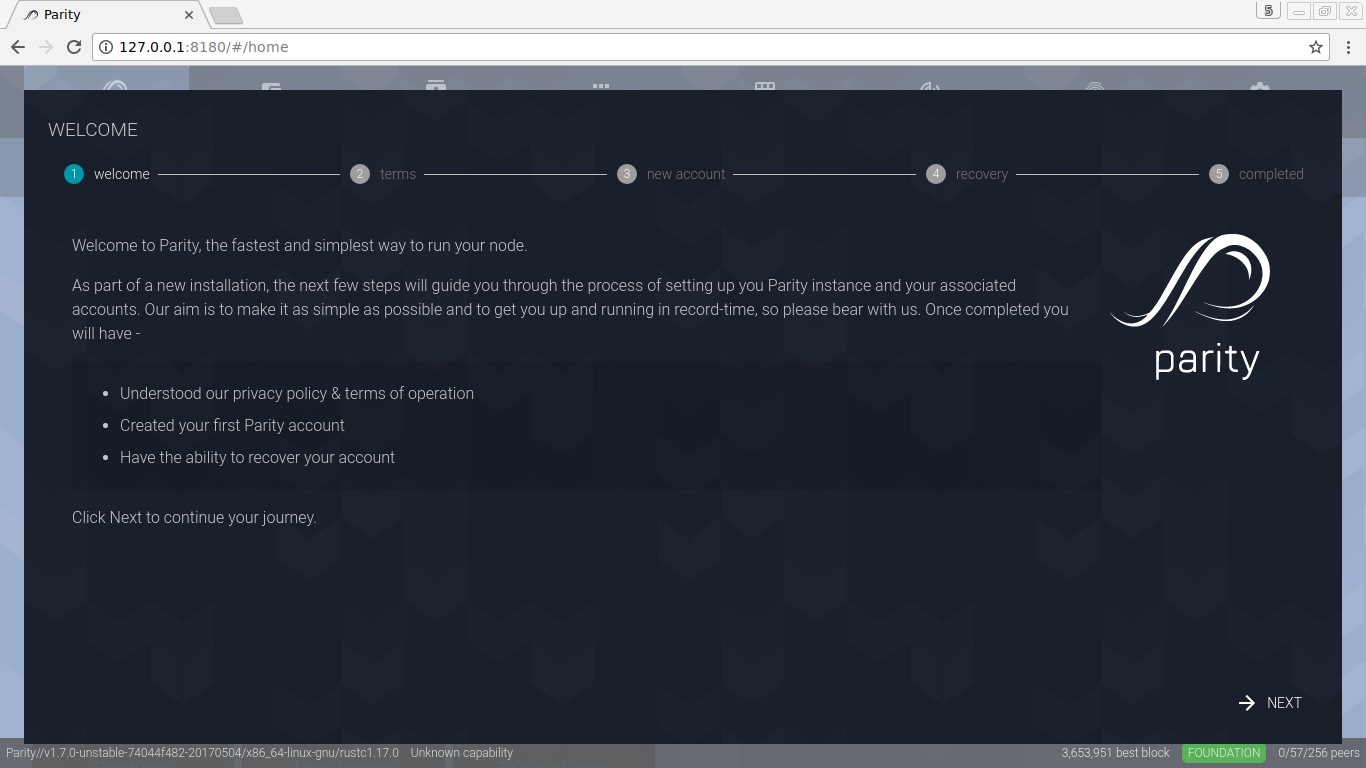 Parity
5
127.0.0.1:8180/#/home
WELCOME
1 welcome 2 terms 3 new account 4 recovery 5 completed
Welcome to Parity, the fastest and simplest way to run your node.
As part of a new installation, the next few steps will guide you through the process of setting up you Parity instance and your associated
accounts. Our aim is to make it as simple as possible and to get you up and running in record-time, so please bear with us. Once completed you
will have -
parity
• Understood our privacy policy & terms of operation
• Created your first Parity account
• Have the ability to recover your account
Click Next to continue your journey.
NEXT
Parity//v1.7.0-unstable-74044f482-20170504/x86_64-linux-gnu/rustc1.17.0 Unknown capability 3,653,951 best block FOUNDATION 0/57/256 peers